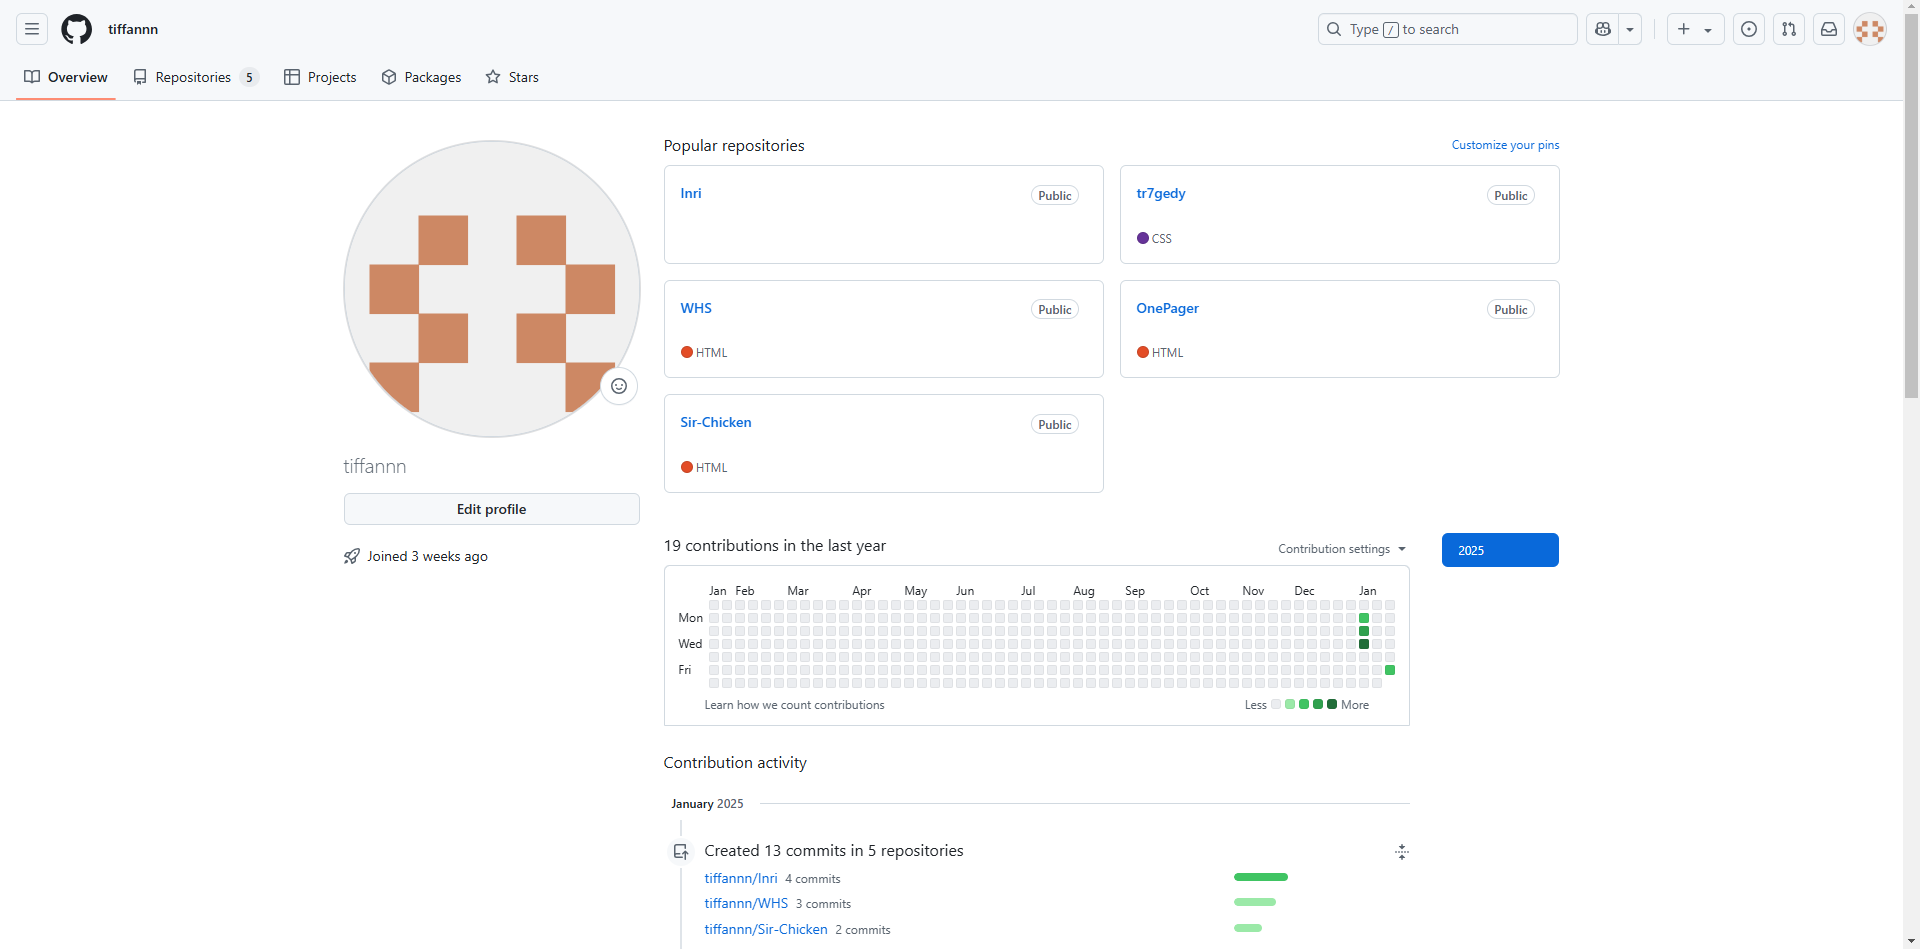 tiffannn
Type / to search
Overview
Repositories 5
Projects
Packages
Stars
Popular repositories
Customize your pins
Inri Public
tr7gedy Public
CSS
WHS Public
HTML
OnePager Public
HTML
Sir-Chicken Public
HTML
tiffannn
Edit profile
Joined 3 weeks ago
19 contributions in the last year
Contribution settings
2025
Jan Feb Mar Apr May Jun Jul Aug Sep Oct Nov Dec Jan
Mon
Wed
Fri
Learn how we count contributions
Less More
Contribution activity
January 2025
Created 13 commits in 5 repositories
tiffannn/Inri 4 commits
tiffannn/WHS 3 commits
tiffannn/Sir-Chicken 2 commits